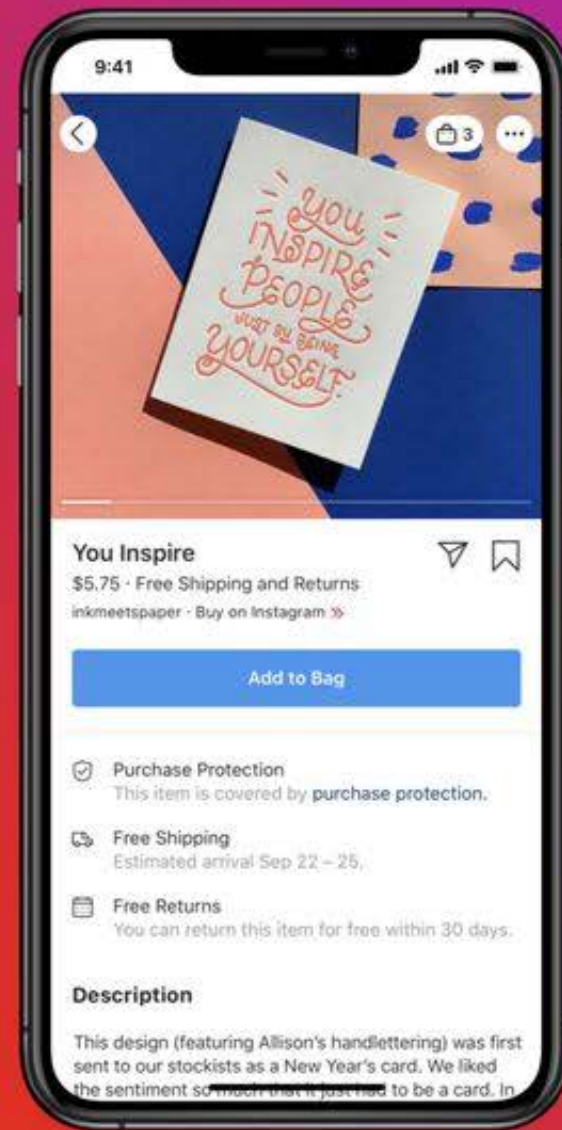 9:41
3
YOU
INSPIRE
PEOPLE
JUST BY BEING
YOURSELF.
You Inspire
$5.75 · Free Shipping and Returns
inkmeetspaper · Buy on Instagram »
Add to Bag
Purchase Protection
This item is covered by purchase protection.
Free Shipping
Estimated arrival Sep 22 – 25.
Free Returns
You can return this item for free within 30 days.
Description
This design (featuring Allison's handlettering) was first
sent to our stockists as a New Year's card. We liked
the sentiment so much that it just had to be a card. In